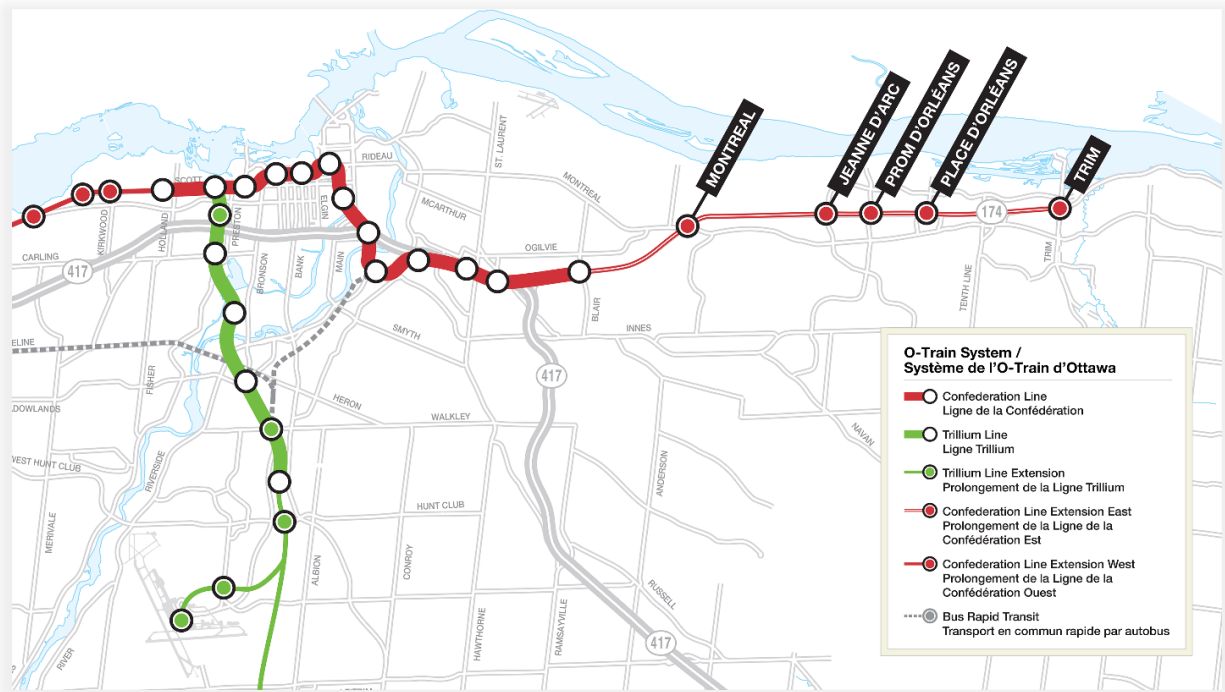 MONTREAL
JEANNE D'ARC
PROM D'ORLÉANS
PLACE D'ORLÉANS
TRIM
RIDEAU
ST. LAURENT
SCOTT
MONTREAL
ELGIN
MCARTHUR
KIRKWOOD
HOLLAND
PRESTON
174
CARLING
417
BRONSON
BANK
MAIN
OGILVIE
TENTH LINE
TRIM
BLAIR
SMYTH
INNES
417
FISHER
HERON
WALKLEY
NAVAN
WEST HUNT CLUB
RIVERSIDE
ANDERSON
HUNT CLUB
MERIVALE
ALBION
CONROY
RUSSELL
HAWTHORNE
RAMSAYVILLE
417
RIVER
O-Train System /
Système de l'O-Train d'Ottawa
Confederation Line
Ligne de la Confédération
Trillium Line
Ligne Trillium
Trillium Line Extension
Prolongement de la Ligne Trillium
Confederation Line Extension East
Prolongement de la Ligne de la
Confédération Est
Confederation Line Extension West
Prolongement de la Ligne de la
Confédération Ouest
Bus Rapid Transit
Transport en commun rapide par autobus